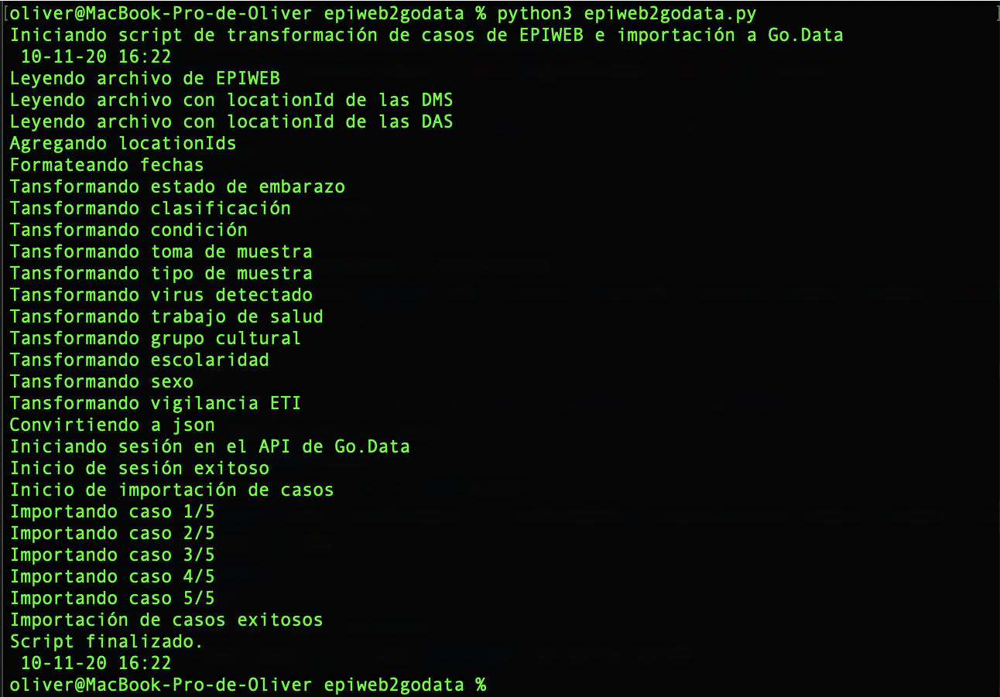 [oliver@MacBook-Pro-de-Oliver epiweb2godata % python3 epiweb2godata.py ]
Iniciando script de transformación de casos de EPIWEB e importación a Go.Data
10-11-20 16:22
Leyendo archivo de EPIWEB
Leyendo archivo con locationId de las DMS
Leyendo archivo con locationId de las DAS
Agregando locationIds
Formateando fechas
Tansformando estado de embarazo
Tansformando clasificación
Tansformando condición
Tansformando toma de muestra
Tansformando tipo de muestra
Tansformando virus detectado
Tansformando trabajo de salud
Tansformando grupo cultural
Tansformando escolaridad
Tansformando sexo
Tansformando vigilancia ETI
Convirtiendo a json
Iniciando sesión en el API de Go.Data
Inicio de sesión exitoso
Inicio de importación de casos
Importando caso 1/5
Importando caso 2/5
Importando caso 3/5
Importando caso 4/5
Importando caso 5/5
Importación de casos exitosos
Script finalizado.
10-11-20 16:22
oliver@MacBook-Pro-de-Oliver epiweb2godata %